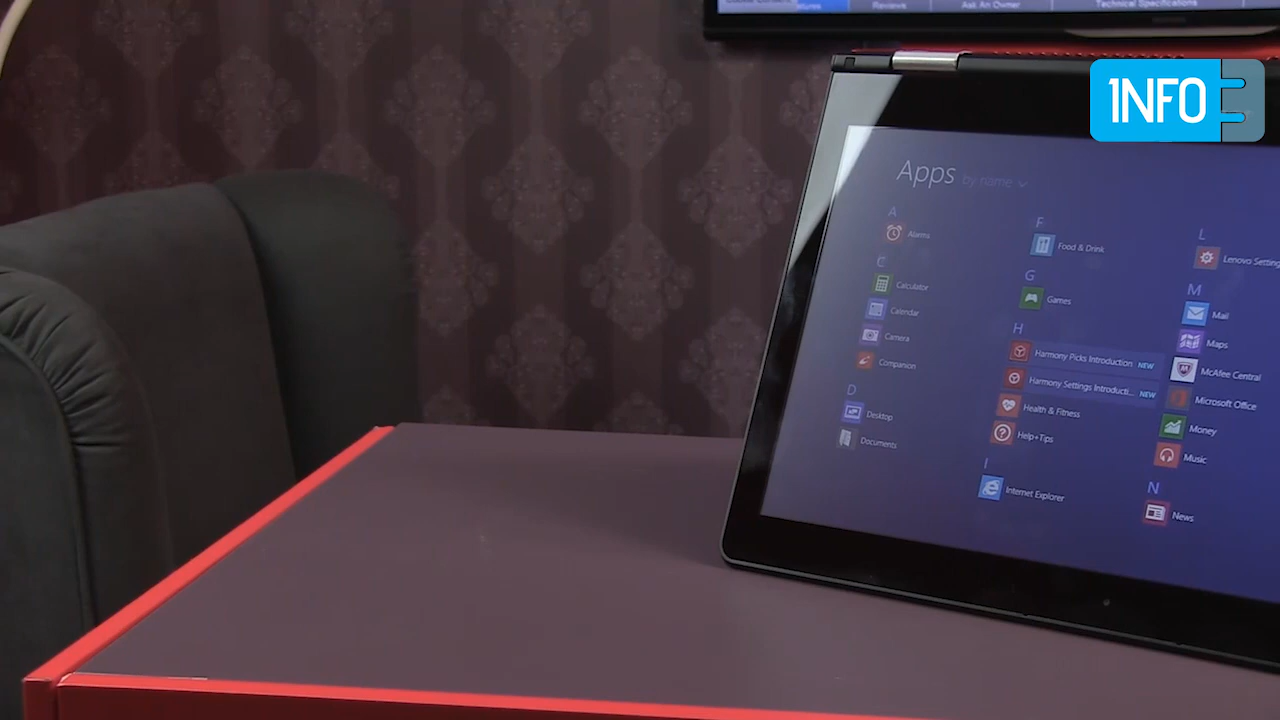 Reviews
Ask An Owner
Technical Specifications
INFO
Apps by name
A
Alarms
C
Calculator
Calendar
Camera
Companion
D
Desktop
Documents
F
Food & Drink
G
Games
H
Harmony Picks Introduction NEW
Harmony Settings Introducti... NEW
Health & Fitness
Help+Tips
I
Internet Explorer
L
Lenovo Setting
M
Mail
Maps
McAfee Central
Microsoft Office
Money
Music
N
News